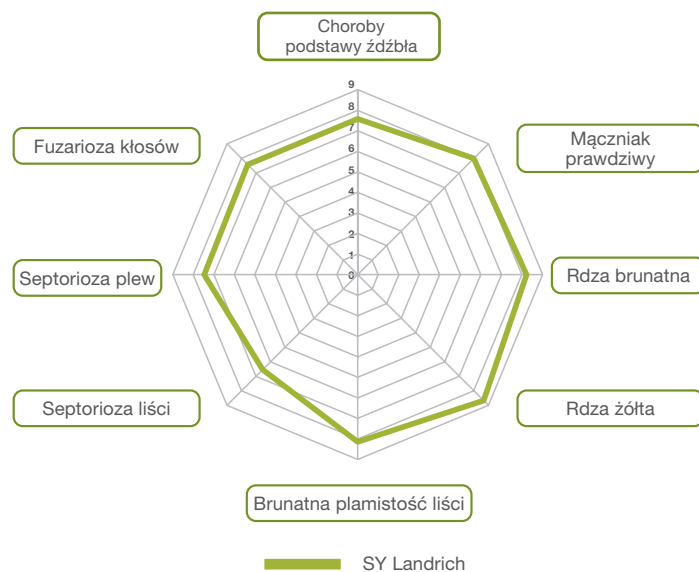 Choroby
podstawy źdźbła
Fuzarioza kłosów
Mączniak
prawdziwy
9
8
7
6
5
4
3
2
1
0
Septorioza plew
Rdza brunatna
Septorioza liści
Rdza żółta
Brunatna plamistość liści
SY Landrich